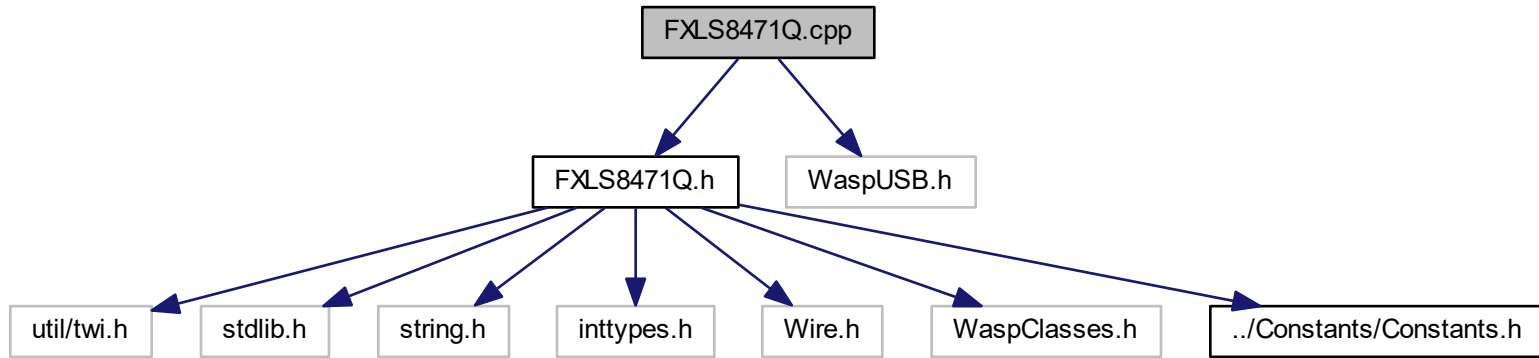 FXLS8471Q.cpp
FXLS8471Q.h
WaspUSB.h
util/twi.h
stdlib.h
string.h
inttypes.h
Wire.h
WaspClasses.h
../Constants/Constants.h